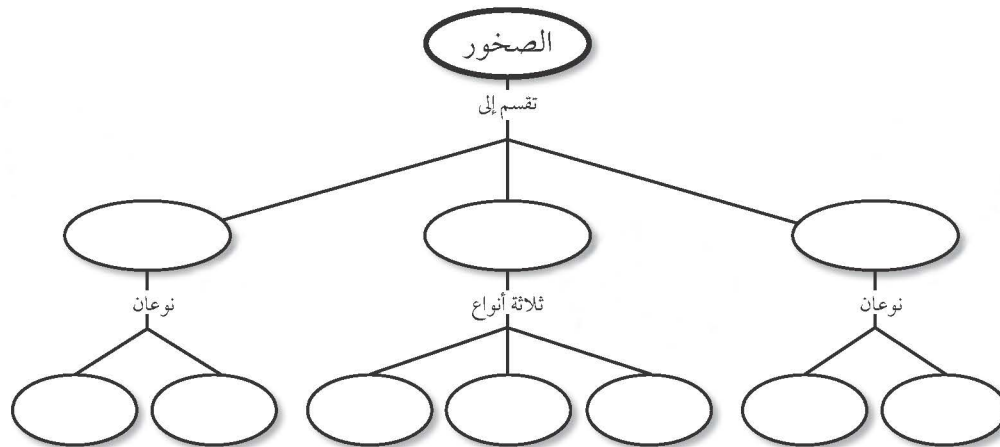 الصخور
تقسم إلى
نوعان
ثلاثة أنواع
نوعان